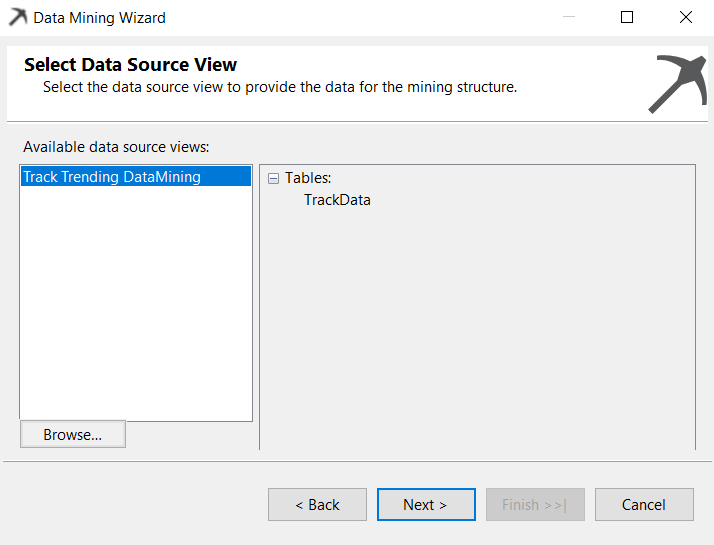 Data Mining Wizard
Select Data Source View
Select the data source view to provide the data for the mining structure.
Available data source views:
Track Trending DataMining
Tables:
TrackData
Browse...
< Back
Next >
Finish >>|
Cancel